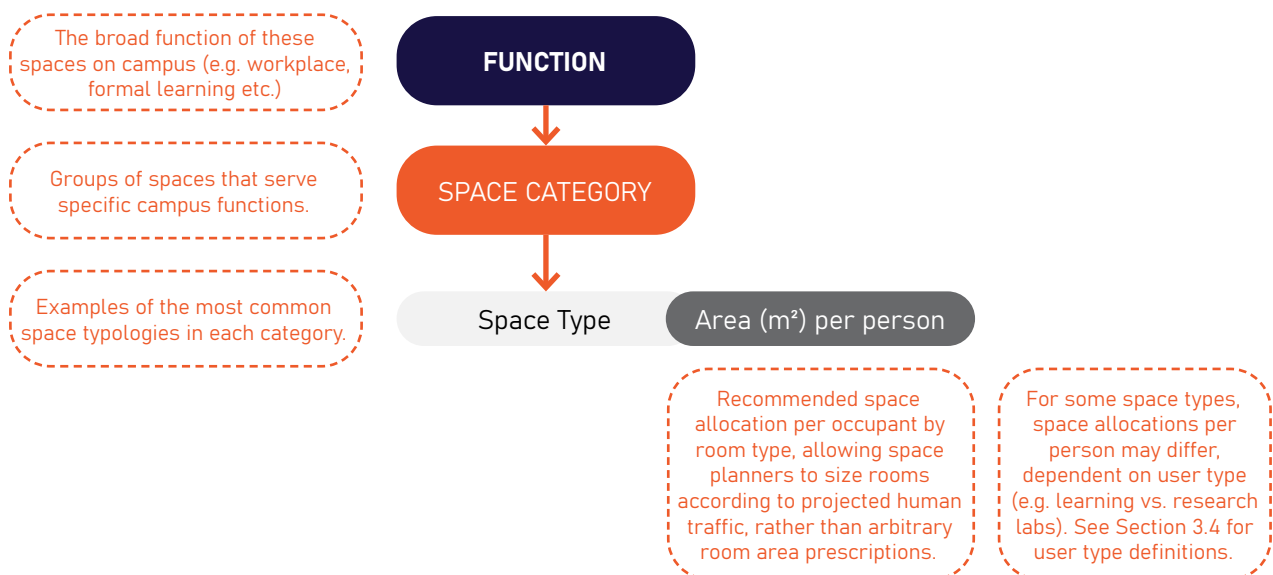 The broad function of these
spaces on campus (e.g. workplace,
formal learning etc.)
FUNCTION
Groups of spaces that serve
specific campus functions.
SPACE CATEGORY
Examples of the most common
space typologies in each category.
Space Type
Area (m²) per person
Recommended space
allocation per occupant by
room type, allowing space
planners to size rooms
according to projected human
traffic, rather than arbitrary
room area prescriptions.
For some space types,
space allocations per
person may differ,
dependent on user type
(e.g. learning vs. research
labs). See Section 3.4 for
user type definitions.